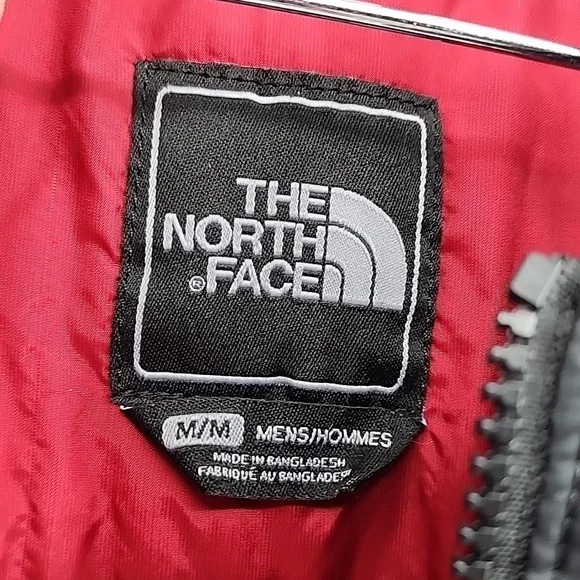 THE
NORTH
®FACE
M/M MENS/HOMMES
MADE IN BANGLADESH
FABRIQUÉ AU BANGLADESH